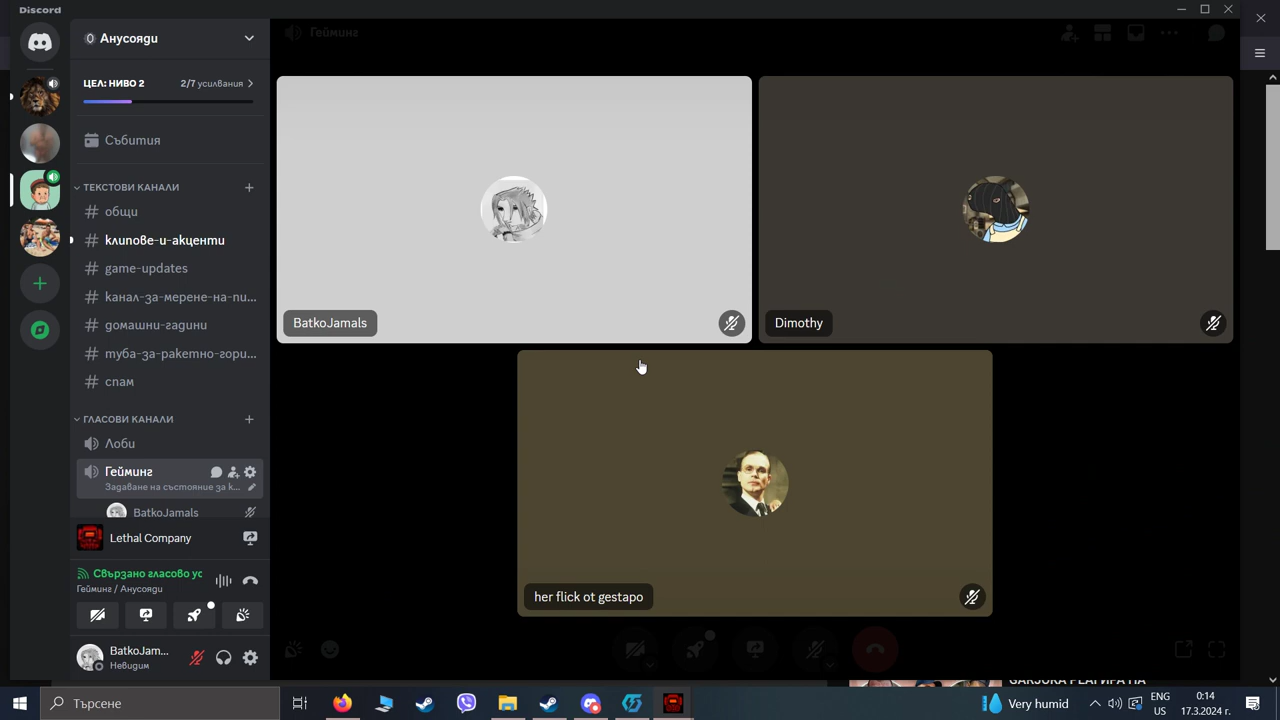 Discord
Анусояди
Гейминг
ЦЕЛ: НИВО 2
2/7 усилвания
Събития
ТЕКСТОВИ КАНАЛИ
# общи
# клипове-и-акценти
# game-updates
# канал-за-мерене-на-пи...
# домашни-гадини
# туба-за-ракетно-гори...
# спам
ГЛАСОВИ КАНАЛИ
Лоби
Гейминг
Задаване на състояние за к...
BatkoJamals
Lethal Company
Свързано гласово ус
Гейминг / Анусояди
BatkoJam...
Невидим
BatkoJamals
Dimothy
her flick ot gestapo
Търсене
Very humid
ENG
US
0:14
17.3.2024 г.